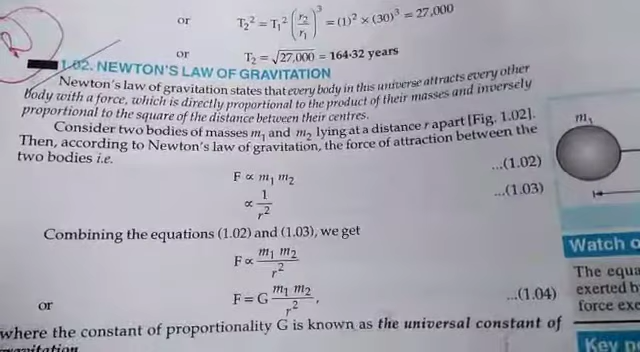 or T₂² = T₁² (r₂/r₁)³ = (1)² × (30)³ = 27,000
or T₂ = √27,000 = 164·32 years
1.02. NEWTON'S LAW OF GRAVITATION
Newton's law of gravitation states that every body in this universe attracts every other
body with a force, which is directly proportional to the product of their masses and inversely
proportional to the square of the distance between their centres.
Consider two bodies of masses m₁ and m₂ lying at a distance r apart [Fig. 1.02].
Then, according to Newton's law of gravitation, the force of attraction between the
two bodies i.e.
F ∝ m₁ m₂ ...(1.02)
∝ 1/r² ...(1.03)
Combining the equations (1.02) and (1.03), we get
F ∝ m₁ m₂/r²
or F = G m₁ m₂/r², ...(1.04)
where the constant of proportionality G is known as the universal constant of
gravitation
m₁
Watch
The
exerted
force
Key